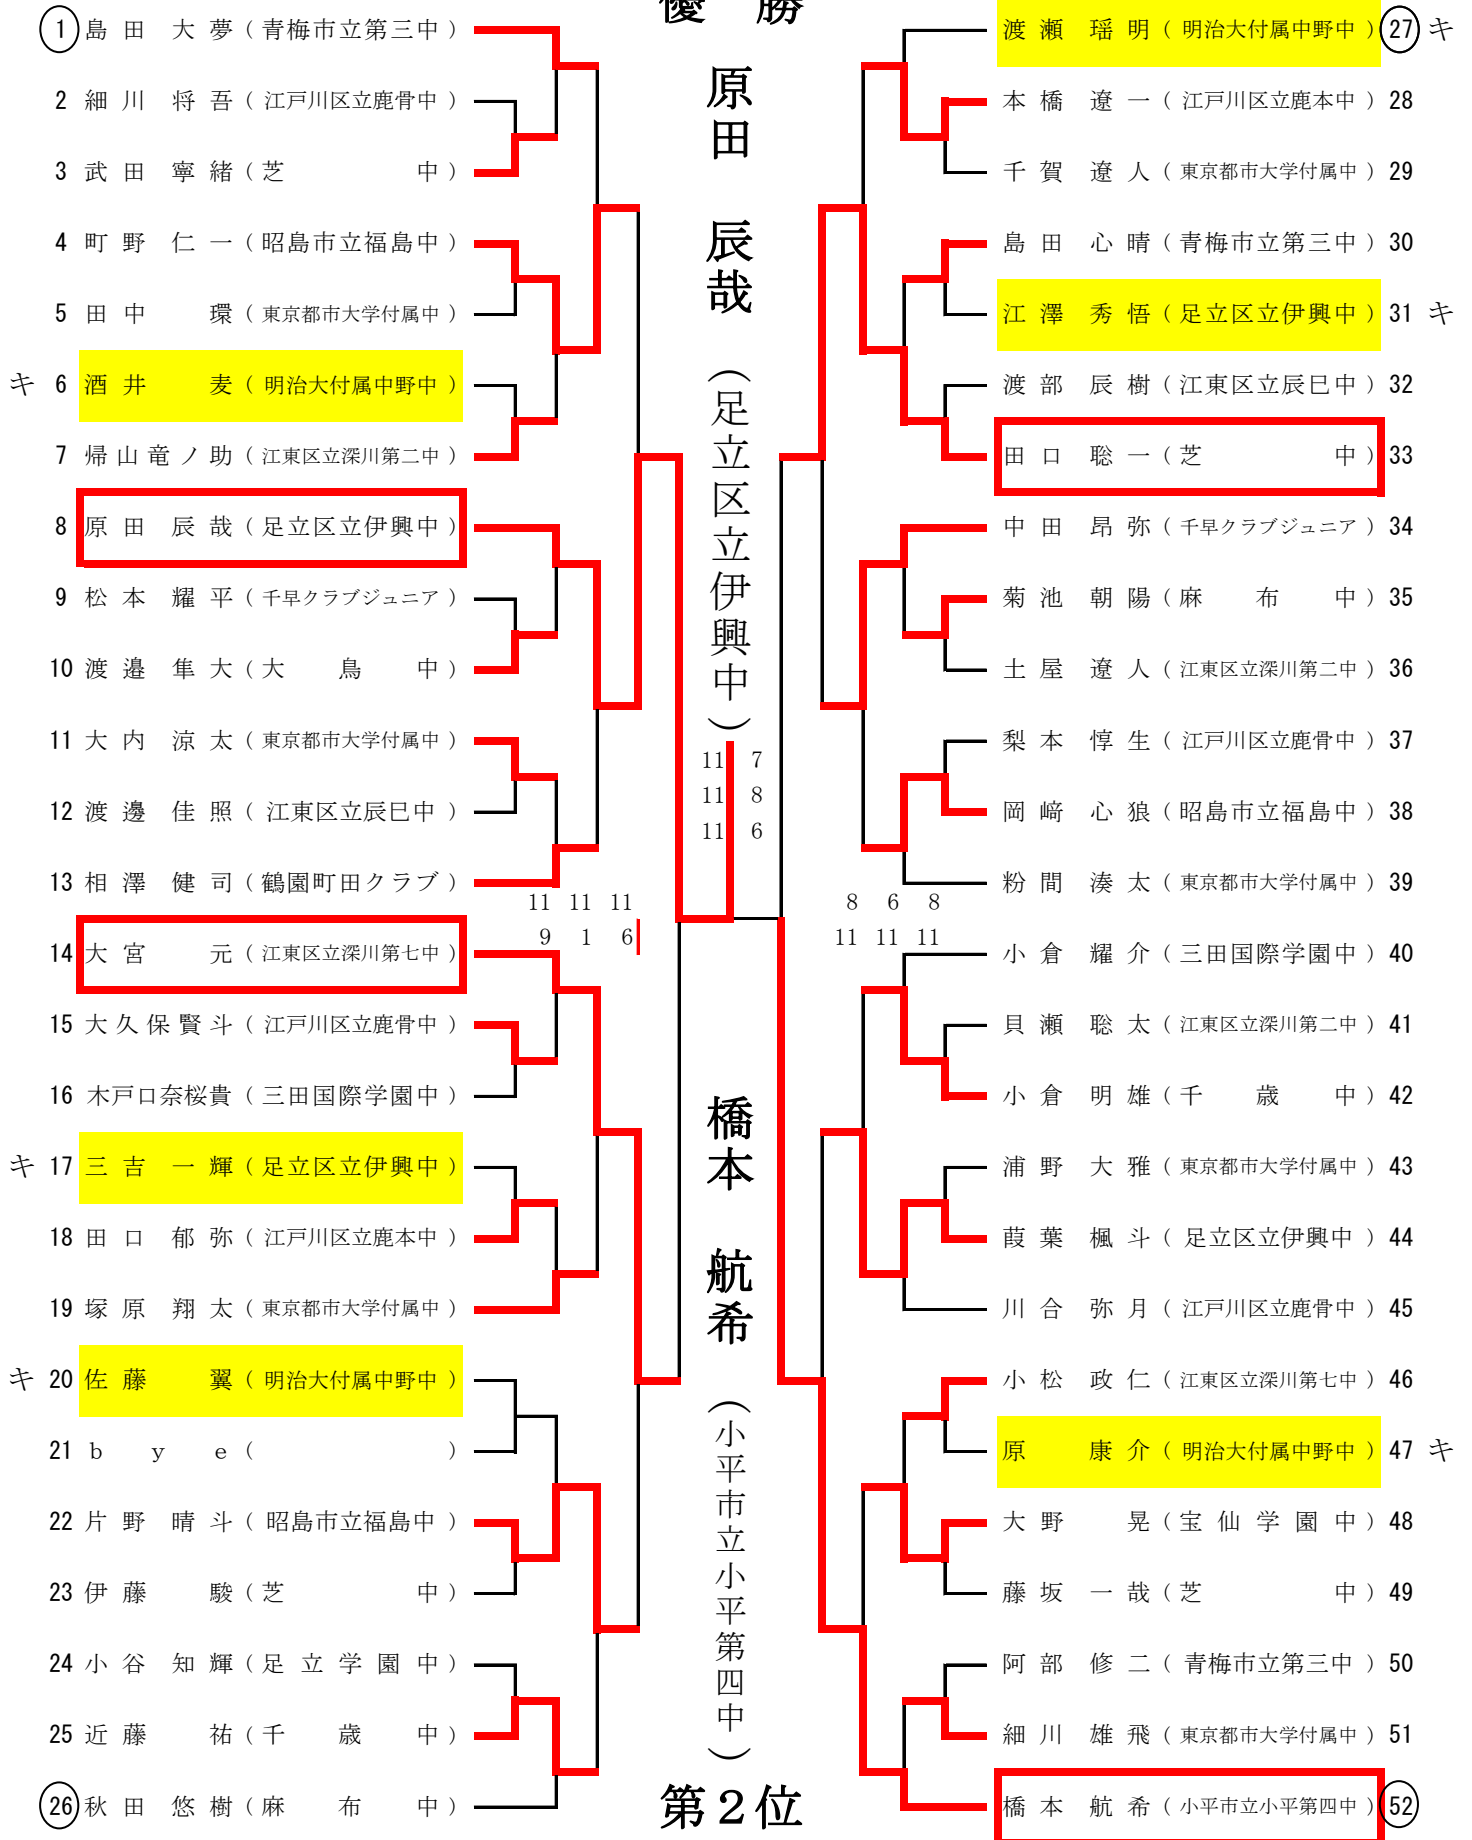 優勝
原田 辰哉
(足立区立伊興中)
11 7
11 8
11 6
1 島田 大夢 (青梅市立第三中)
2 細川 将吾 (江戸川区立鹿骨中)
3 武田 寧緒 (芝 中)
4 町野 仁一 (昭島市立福島中)
5 田中 環 (東京都市大学付属中)
キ 6 酒井 麦 (明治大付属中野中)
7 帰山竜ノ助 (江東区立深川第二中)
8 原田 辰哉 (足立区立伊興中)
9 松本 耀平 (千早クラブジュニア)
10 渡邉 隼大 (大鳥中)
11 大内 涼太 (東京都市大学付属中)
12 渡邊 佳照 (江東区立辰巳中)
13 相澤 健司 (鶴園町田クラブ)
11 11 11
9 1 6
14 大宮 元 (江東区立深川第七中)
15 大久保賢斗 (江戸川区立鹿骨中)
16 木戸口奈桜貴 (三田国際学園中)
キ 17 三吉 一輝 (足立区立伊興中)
18 田口 郁弥 (江戸川区立鹿本中)
19 塚原 翔太 (東京都市大学付属中)
キ 20 佐藤 翼 (明治大付属中野中)
21 bye ( )
22 片野 晴斗 (昭島市立福島中)
23 伊藤 駿 (芝 中)
24 小谷 知輝 (足立学園中)
25 近藤 祐 (千歳中)
26 秋田 悠樹 (麻布中)
渡瀬 瑶明 (明治大付属中野中) 27 キ
本橋 遼一 (江戸川区立鹿本中) 28
千賀 遼人 (東京都市大学付属中) 29
島田 心晴 (青梅市立第三中) 30
江澤 秀悟 (足立区立伊興中) 31 キ
渡部 辰樹 (江東区立辰巳中) 32
田口 聡一 (芝 中) 33
中田 昂弥 (千早クラブジュニア) 34
菊池 朝陽 (麻布中) 35
土屋 遼人 (江東区立深川第二中) 36
梨本 惇生 (江戸川区立鹿骨中) 37
岡﨑 心狼 (昭島市立福島中) 38
粉間 湊太 (東京都市大学付属中) 39
8 6 8
11 11 11
小倉 耀介 (三田国際学園中) 40
貝瀬 聡太 (江東区立深川第二中) 41
小倉 明雄 (千歳中) 42
浦野 大雅 (東京都市大学付属中) 43
葭葉 楓斗 (足立区立伊興中) 44
川合 弥月 (江戸川区立鹿骨中) 45
小松 政仁 (江東区立深川第七中) 46
原 康介 (明治大付属中野中) 47 キ
大野 晃 (宝仙学園中) 48
藤坂 一哉 (芝 中) 49
阿部 修二 (青梅市立第三中) 50
細川 雄飛 (東京都市大学付属中) 51
橋本 航希 (小平市立小平第四中) 52
橋本 航希
(小平市立小平第四中)
第2位